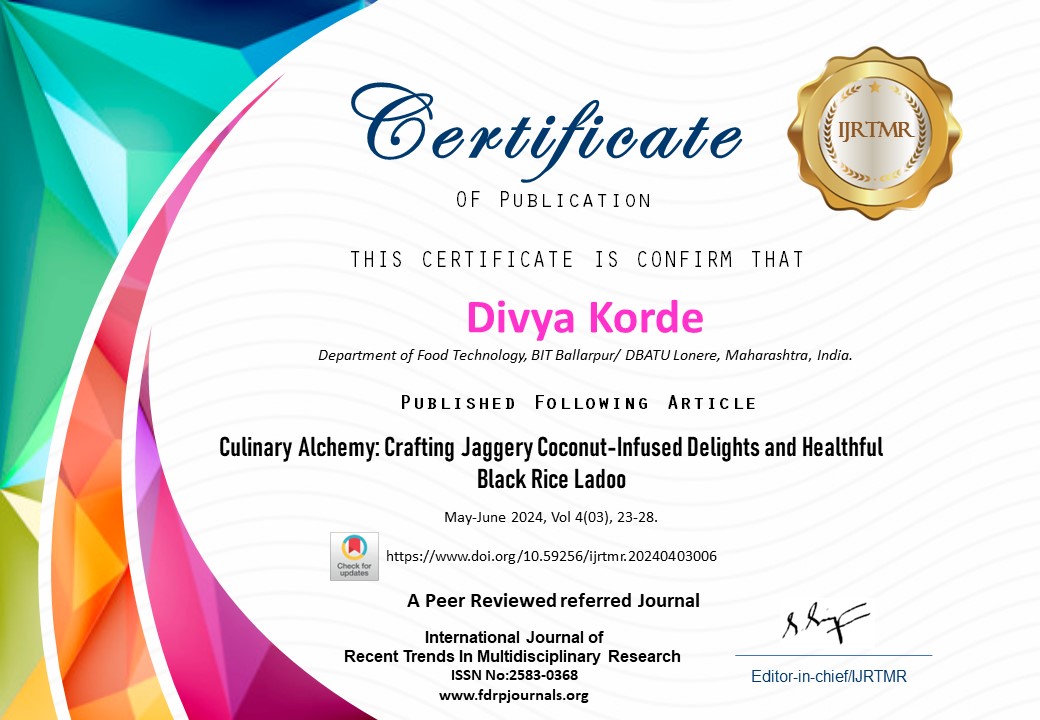 Certificate
OF PUBLICATION
IJRTMR
THIS CERTIFICATE IS CONFIRM THAT
Divya Korde
Department of Food Technology, BIT Ballarpur/ DBATU Lonere, Maharashtra, India.
PUBLISHED FOLLOWING ARTICLE
Culinary Alchemy: Crafting Jaggery Coconut-Infused Delights and Healthful
Black Rice Ladoo
May-June 2024, Vol 4(03), 23-28.
Check for
updates
https://www.doi.org/10.59256/ijrtmr.20240403006
A Peer Reviewed referred Journal
International Journal of
Recent Trends In Multidisciplinary Research
ISSN No:2583-0368
www.fdrpjournals.org
Editor-in-chief/IJRTMR